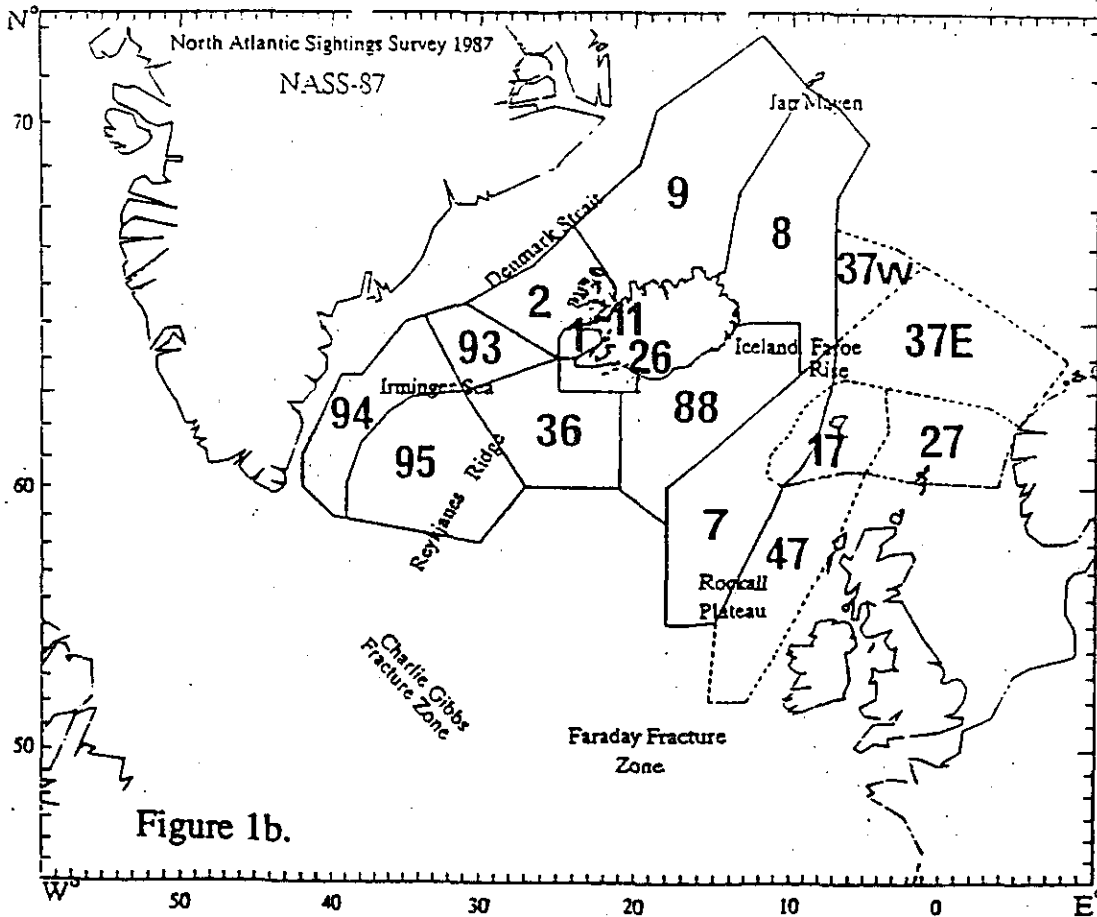 N°
North Atlantic Sightings Survey 1987
NASS-87
70
60
50
Jan Mayen
9
8
Denmark Strait
37W
37E
2
1
11
26
93
Iceland Faroe
Rise
Irminger Sea
94
95
36
88
17
27
Reykjanes Ridge
7
47
Rockall
Plateau
Charlie Gibbs
Fracture Zone
Faraday Fracture
Zone
Figure 1b.
W°
50
40
30
20
10
0
E°